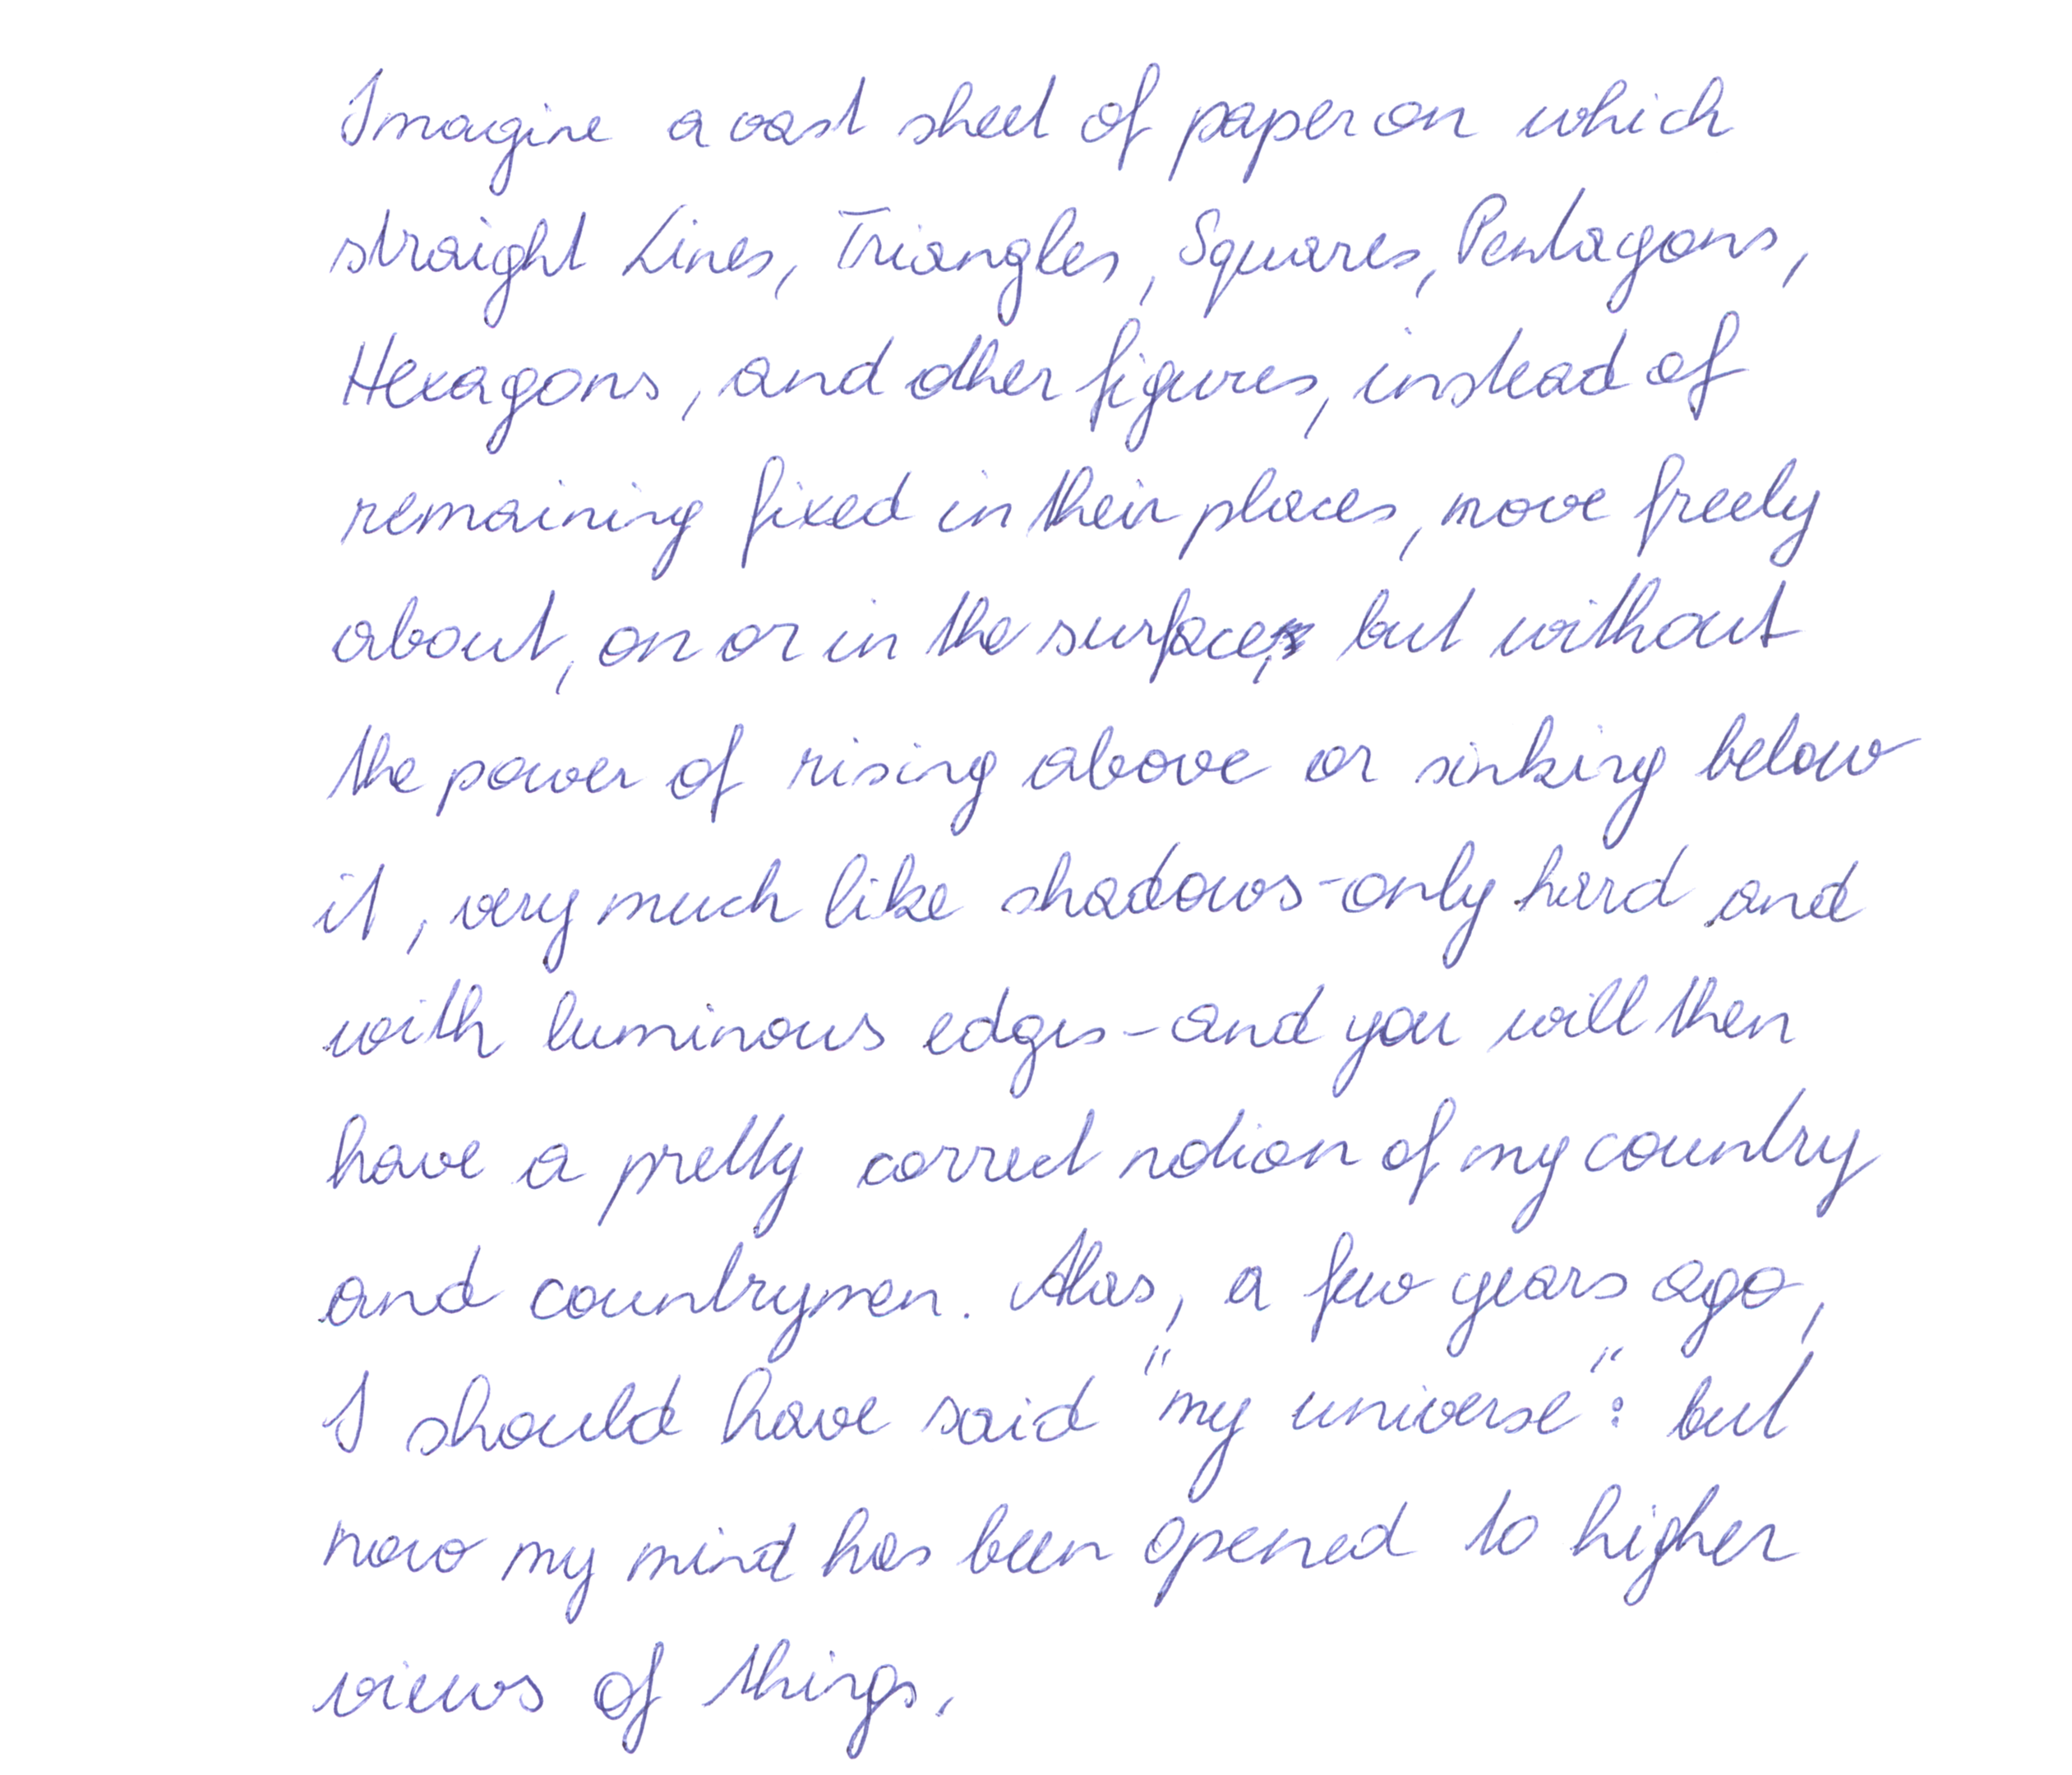 Imagine a vast sheet of paper on which
straight Lines, Triangles, Squares, Pentagons,
Hexagons, and other figures, instead of
remaining fixed in their places, move freely
about, on or in the surface, but without
the power of rising above or sinking below
it, very much like shadows-only hard and
with luminous edges-and you will then
have a pretty correct notion of my country
and countrymen. Alas, a few years ago,
I should have said "my universe": but
now my mind has been opened to higher
views of things.